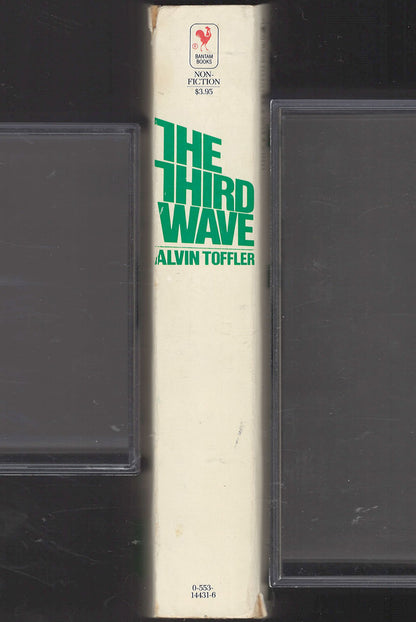 BANTAM
BOOKS
NON-
FICTION
$3.95
THE
THIRD
WAVE
ALVIN TOFFLER
0-553-
14431-6